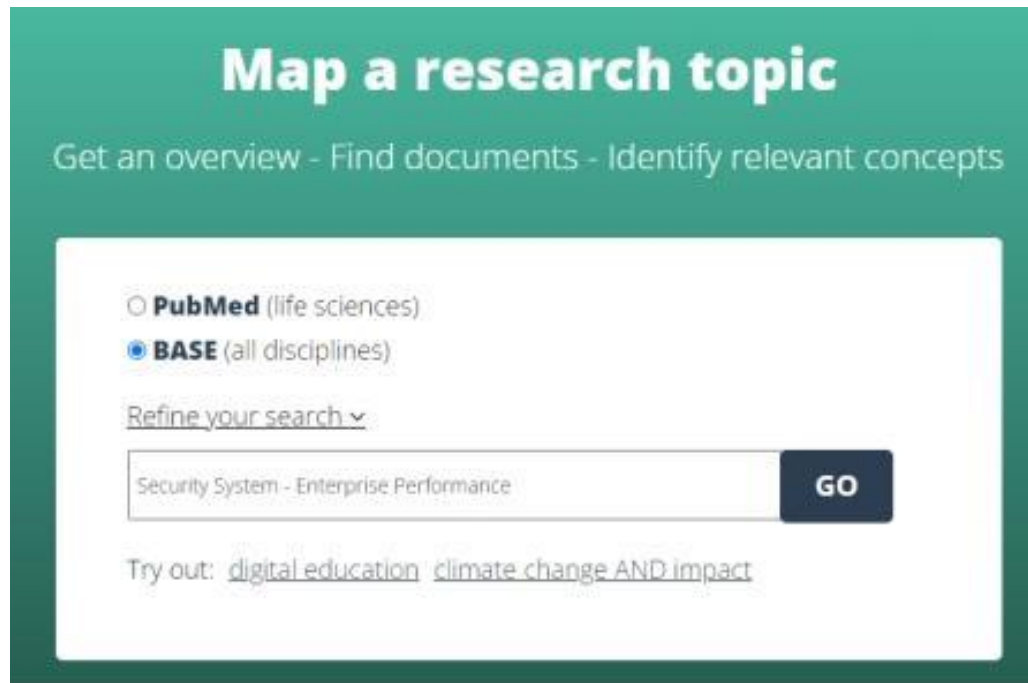 Map a research topic
Get an overview - Find documents - Identify relevant concepts
PubMed (life sciences)
BASE (all disciplines)
Refine your search
Security System - Enterprise Performance
GO
Try out: digital education climate change AND impact